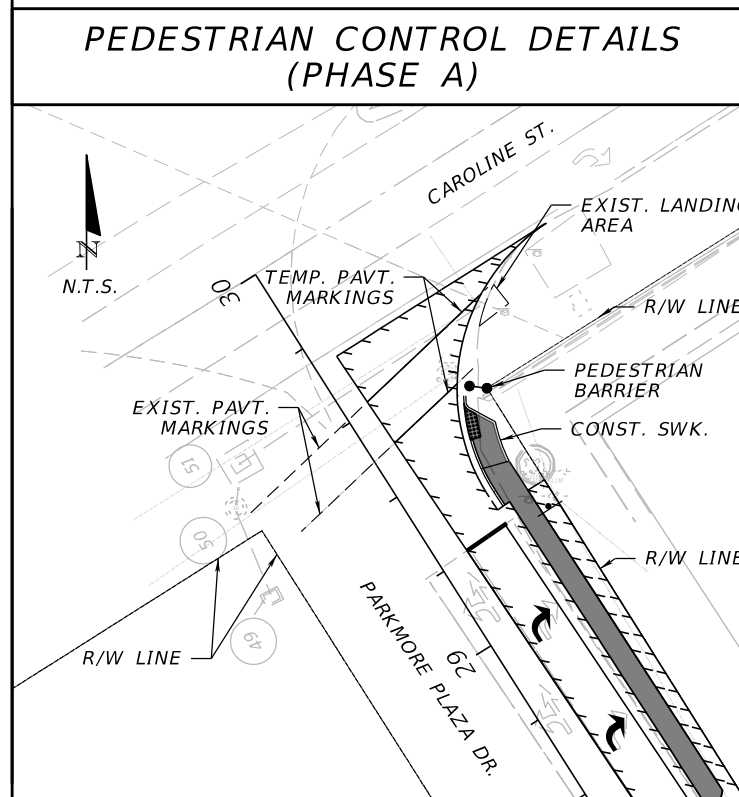 PEDESTRIAN CONTROL DETAILS
(PHASE A)
CAROLINE ST.
EXIST. LANDING
AREA
N
N.T.S.
30
TEMP. PAVT.
MARKINGS
R/W LINE
PEDESTRIAN
BARRIER
EXIST. PAVT.
MARKINGS
CONST. SWK.
51
50
R/W LINE
49
R/W LINE
29
PARKMORE PLAZA DR.